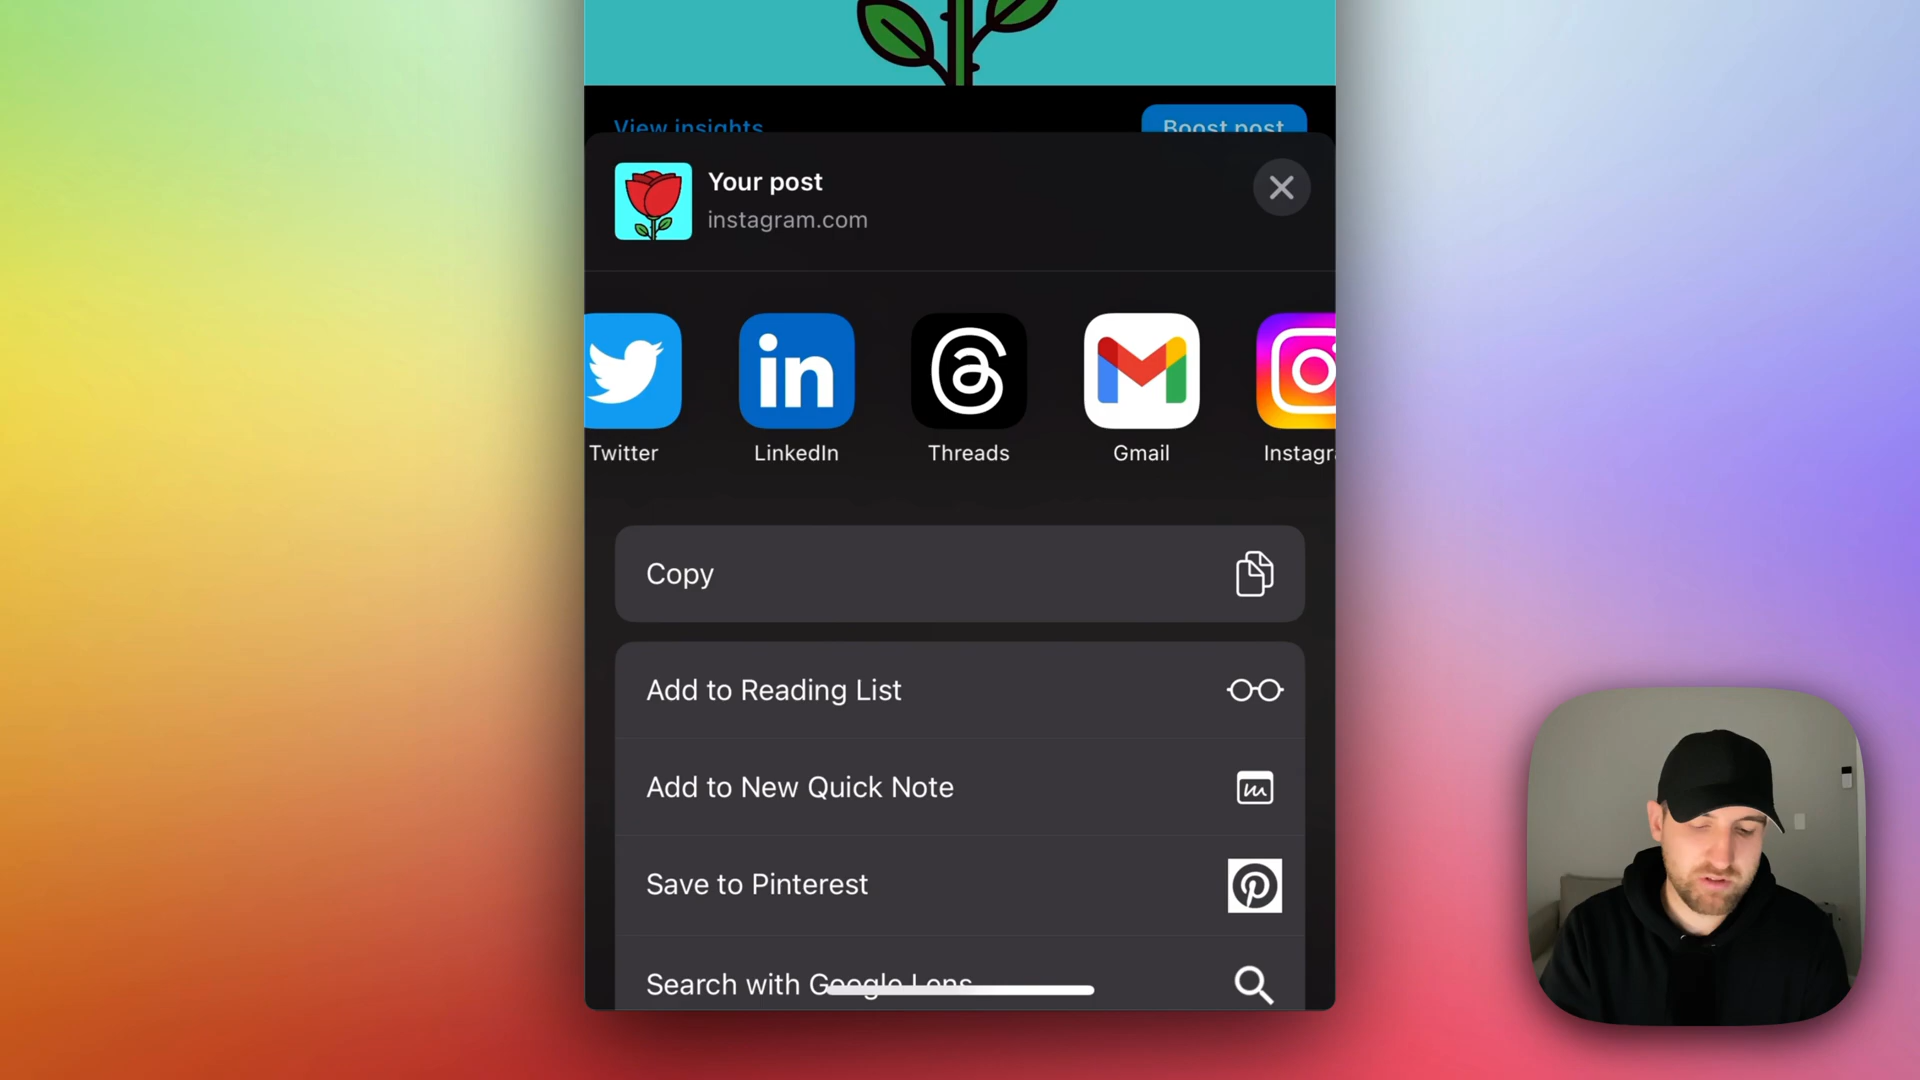 View insights
Boost post
Your post
instagram.com
Twitter
LinkedIn
Threads
Gmail
Instagr
Copy
Add to Reading List
Add to New Quick Note
Save to Pinterest
Search with Google Lens